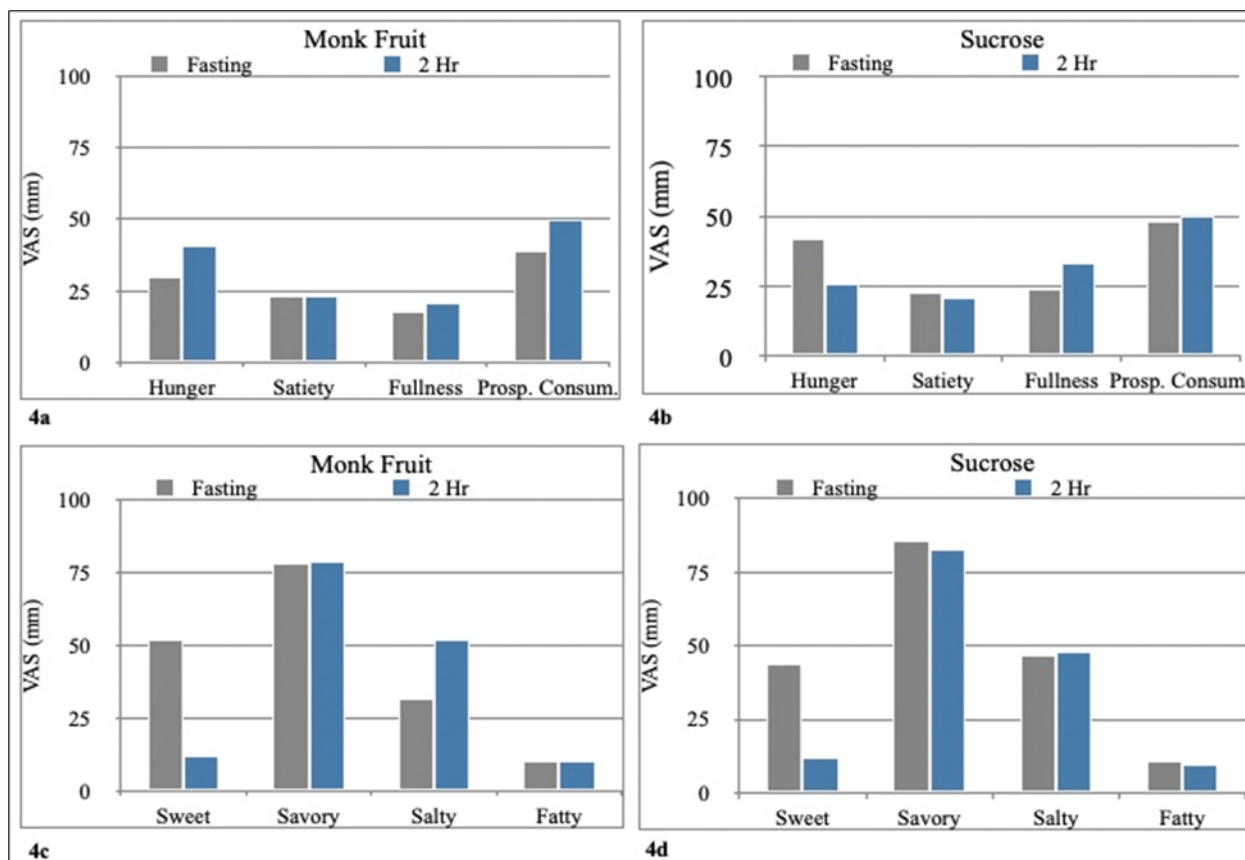 Monk Fruit
Fasting 2 Hr
100
75
50
25
0
VAS (mm)
Hunger Satiety Fullness Prosp. Consum.
4a
Sucrose
Fasting 2 Hr
100
75
50
25
0
VAS (mm)
Hunger Satiety Fullness Prosp. Consum
4b
Monk Fruit
Fasting 2 Hr
100
75
50
25
0
VAS (mm)
Sweet Savory Salty Fatty
4c
Sucrose
Fasting 2 Hr
100
75
50
25
0
VAS (mm)
Sweet Savory Salty Fatty
4d